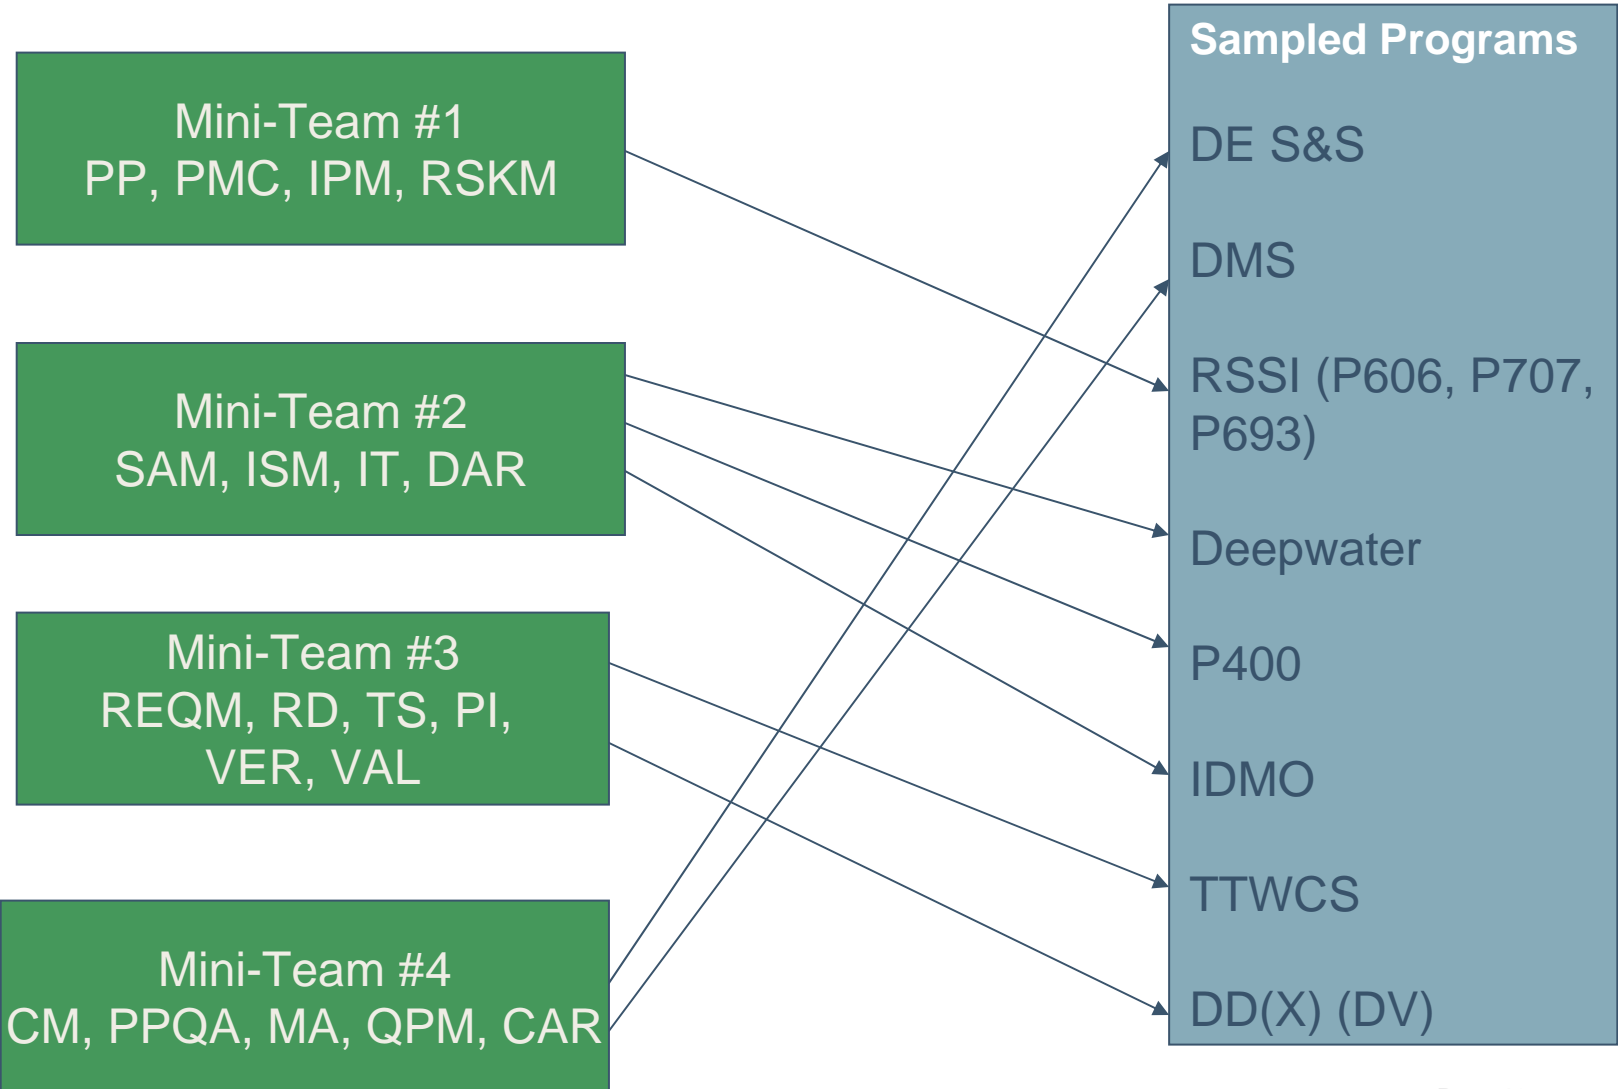 Mini-Team #1
PP, PMC, IPM, RSKM
Mini-Team #2
SAM, ISM, IT, DAR
Mini-Team #3
REQM, RD, TS, PI,
VER, VAL
Mini-Team #4
CM, PPQA, MA, QPM, CAR
Sampled Programs
DE S&S
DMS
RSSI (P606, P707,
P693)
Deepwater
P400
IDMO
TTWCS
DD(X) (DV)